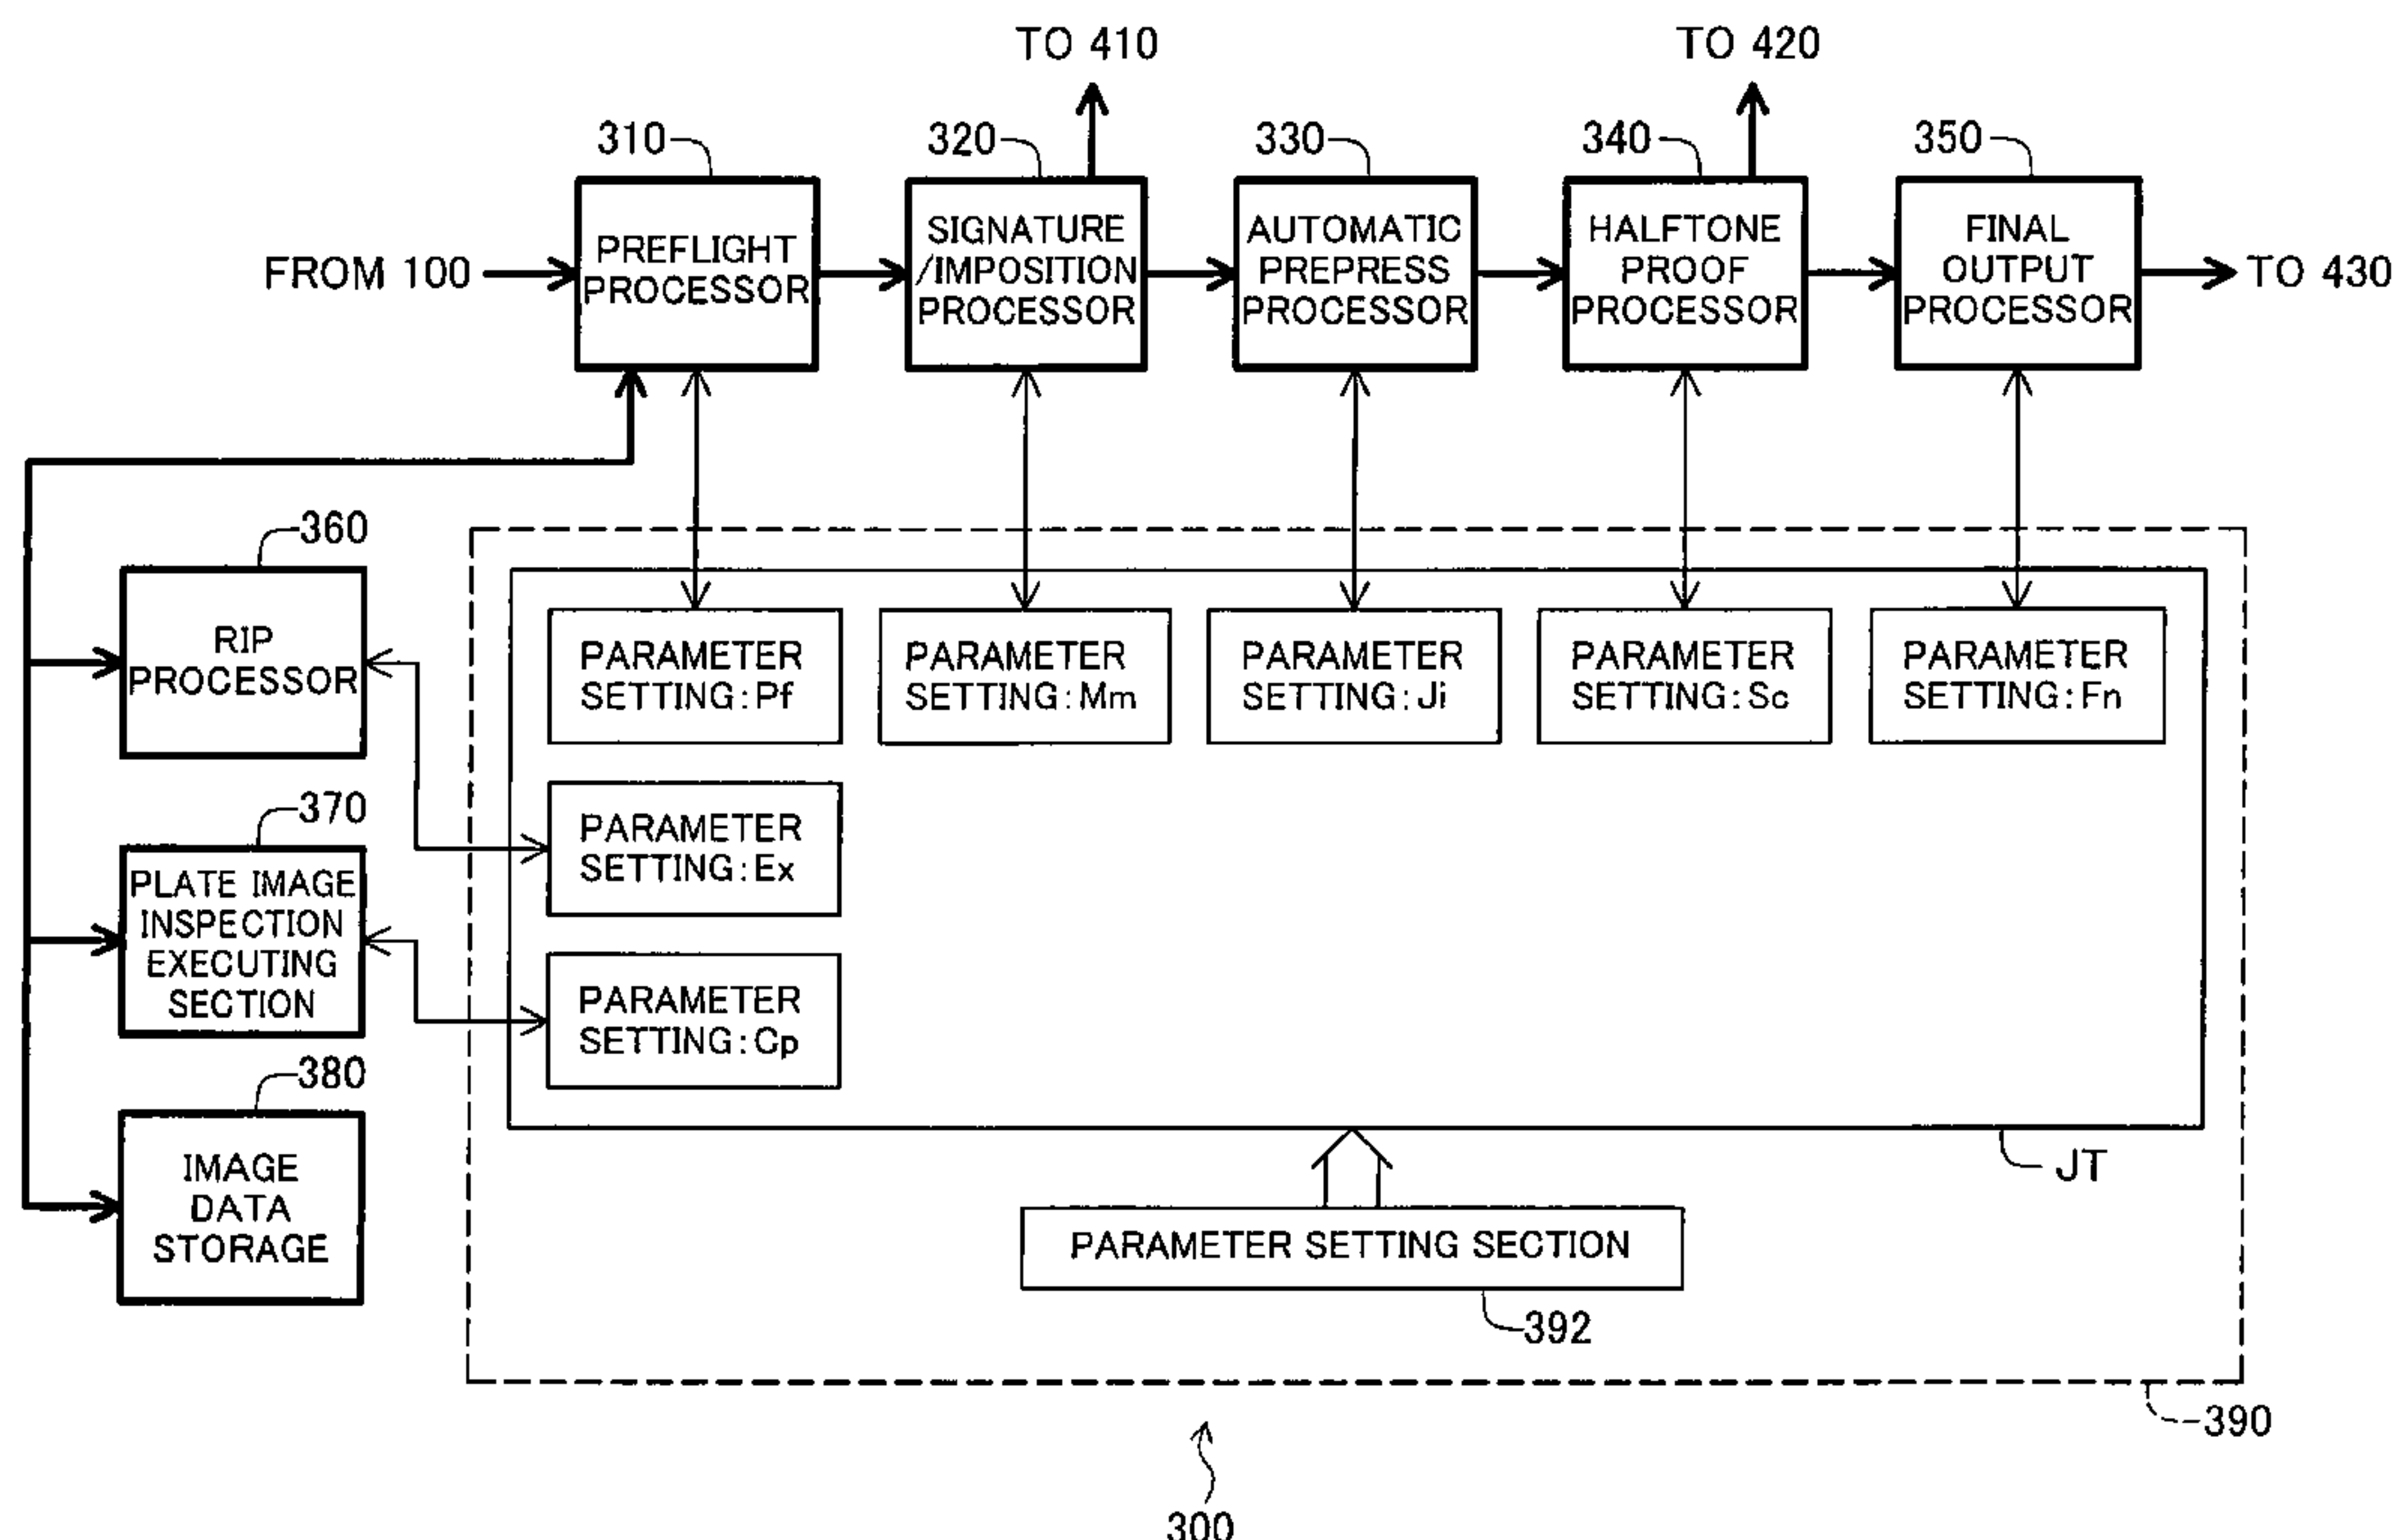 TO 410
TO 420
310
320
330
340
350
FROM 100
PREFLIGHT
PROCESSOR
SIGNATURE
/IMPOSITION
PROCESSOR
AUTOMATIC
PREPRESS
PROCESSOR
HALFTONE
PROOF
PROCESSOR
FINAL
OUTPUT
PROCESSOR
TO 430
360
RIP
PROCESSOR
PARAMETER
SETTING:Pf
PARAMETER
SETTING:Mm
PARAMETER
SETTING:Ji
PARAMETER
SETTING:Sc
PARAMETER
SETTING:Fn
370
PLATE IMAGE
INSPECTION
EXECUTING
SECTION
PARAMETER
SETTING:Ex
PARAMETER
SETTING:Cp
380
IMAGE
DATA
STORAGE
JT
PARAMETER SETTING SECTION
392
390
300